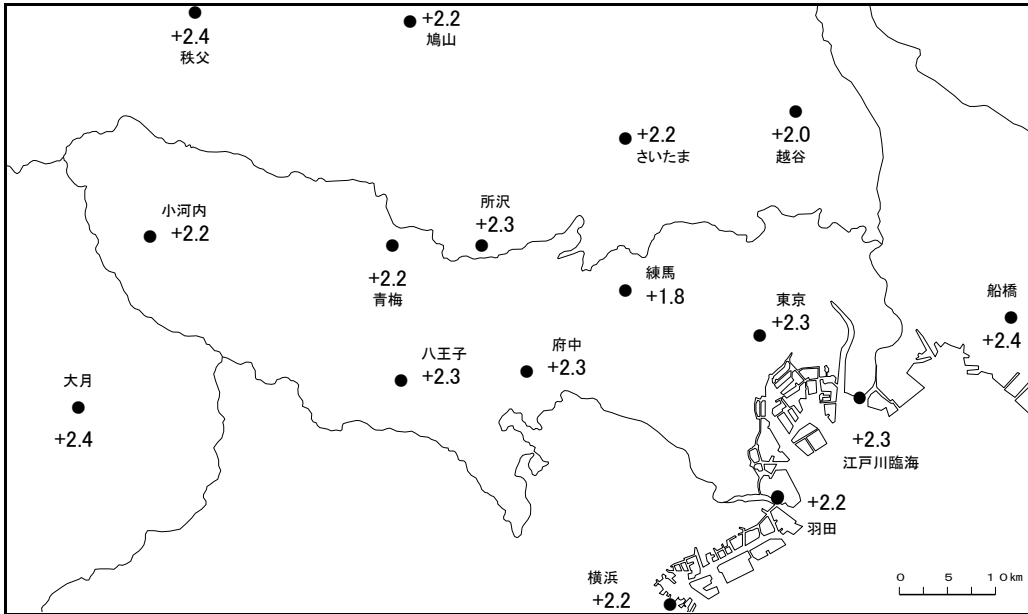 +2.4
秩父
+2.2
鳩山
+2.2
さいたま
+2.0
越谷
小河内
+2.2
所沢
+2.3
+2.2
青梅
練馬
+1.8
東京
+2.3
船橋
+2.4
大月
+2.4
八王子
+2.3
府中
+2.3
+2.3
江戸川臨海
+2.2
羽田
横浜
+2.2
0 5 10km